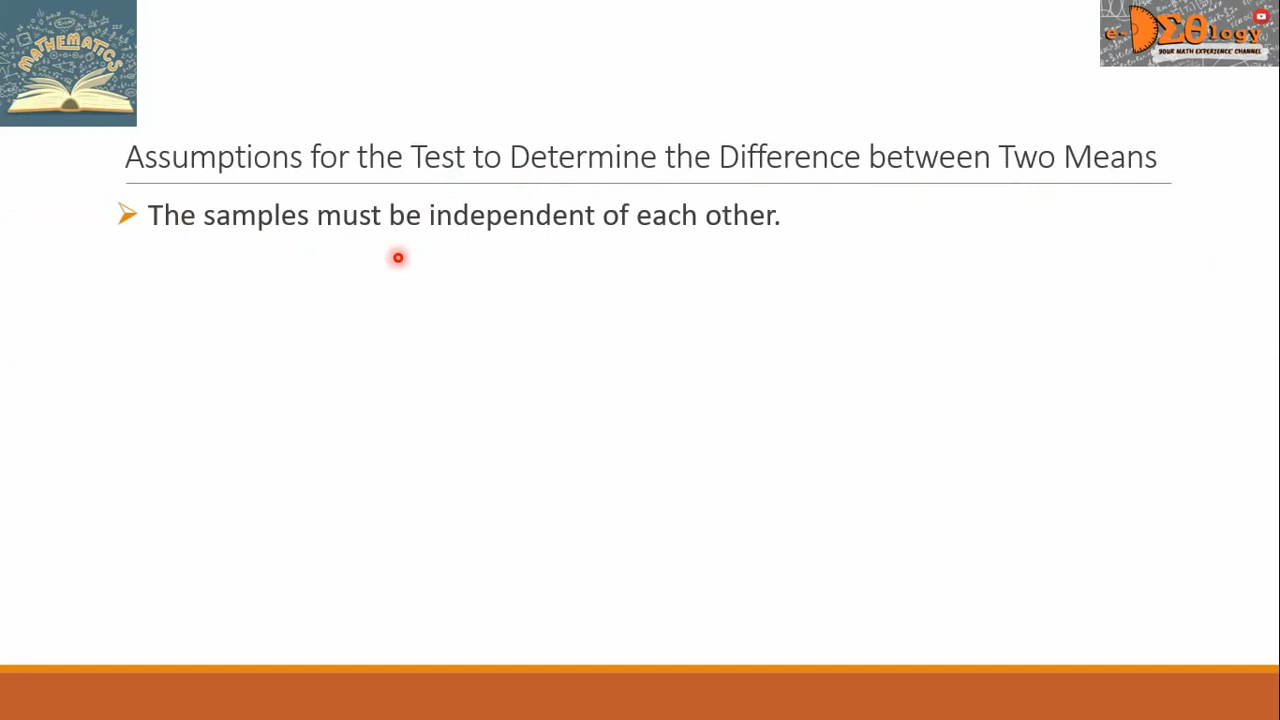 MATHEMATICS
e-DΣθlogy
YOUR MATH EXPERIENCE CHANNEL
Assumptions for the Test to Determine the Difference between Two Means
➢ The samples must be independent of each other.